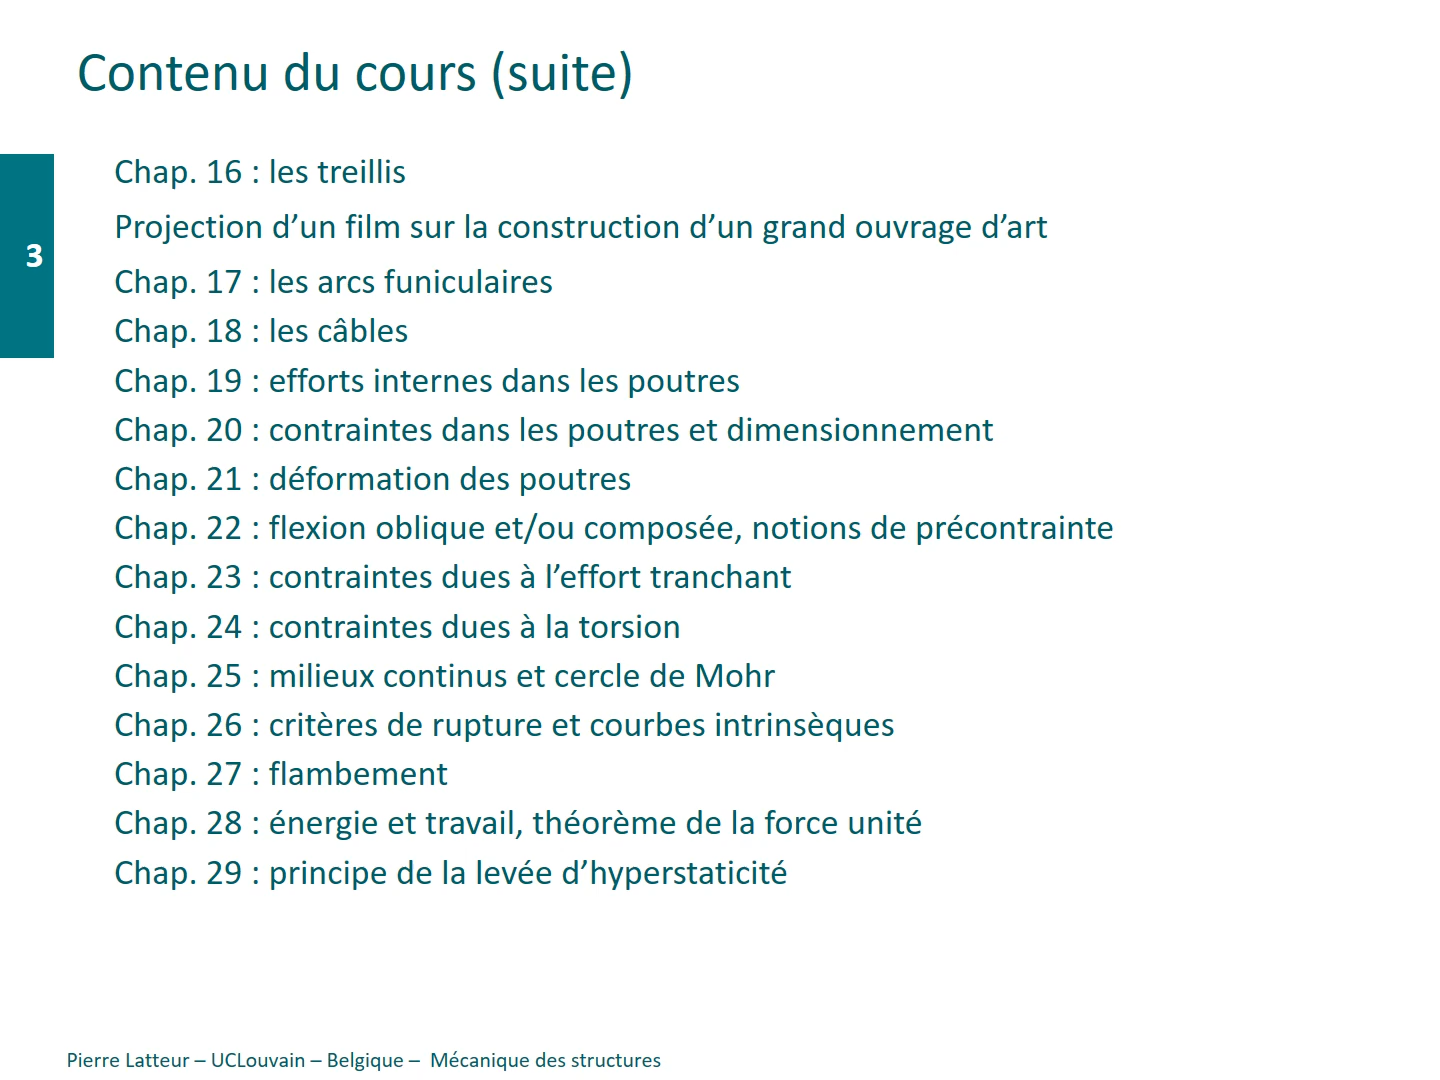 Contenu du cours (suite)
3
Chap. 16 : les treillis
Projection d’un film sur la construction d’un grand ouvrage d’art
Chap. 17 : les arcs funiculaires
Chap. 18 : les câbles
Chap. 19 : efforts internes dans les poutres
Chap. 20 : contraintes dans les poutres et dimensionnement
Chap. 21 : déformation des poutres
Chap. 22 : flexion oblique et/ou composée, notions de précontrainte
Chap. 23 : contraintes dues à l’effort tranchant
Chap. 24 : contraintes dues à la torsion
Chap. 25 : milieux continus et cercle de Mohr
Chap. 26 : critères de rupture et courbes intrinsèques
Chap. 27 : flambement
Chap. 28 : énergie et travail, théorème de la force unité
Chap. 29 : principe de la levée d’hyperstaticité
Pierre Latteur – UCLouvain – Belgique – Mécanique des structures